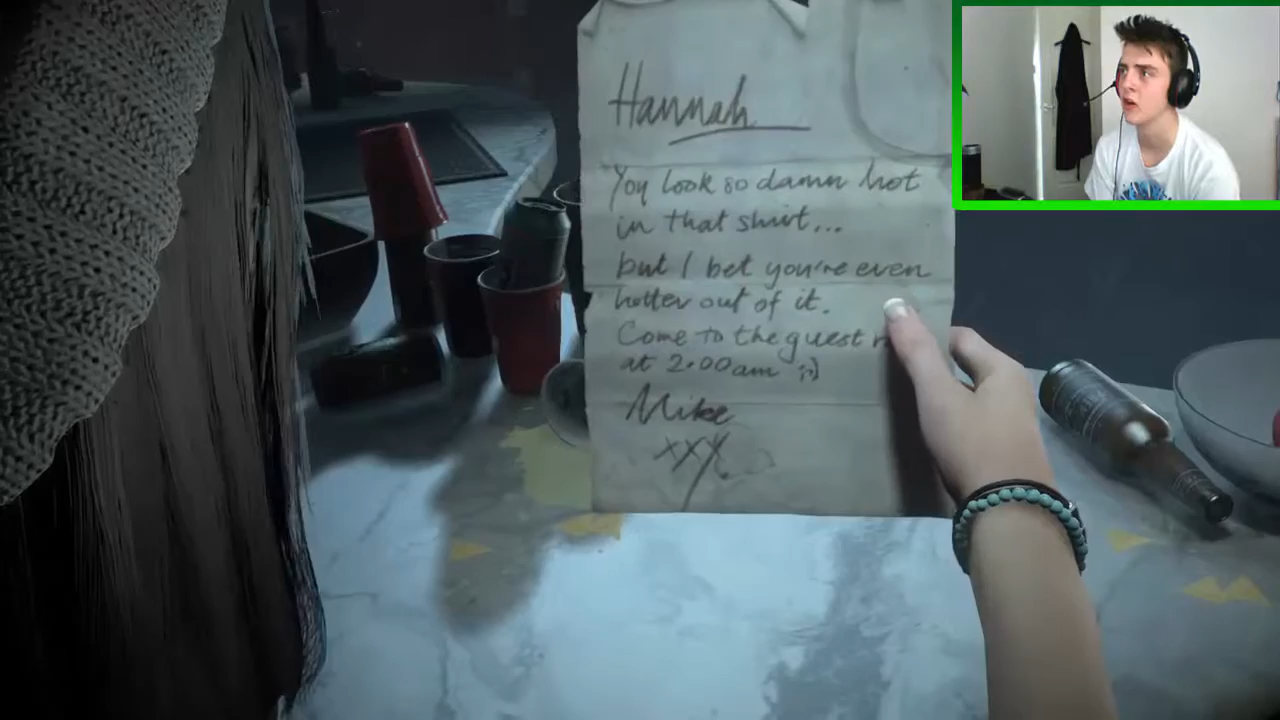 Hannah
You look so damn hot
in that shirt...
but I bet you're even
hotter out of it.
Come to the guest
at 2.00am ;)
Mike
xxx